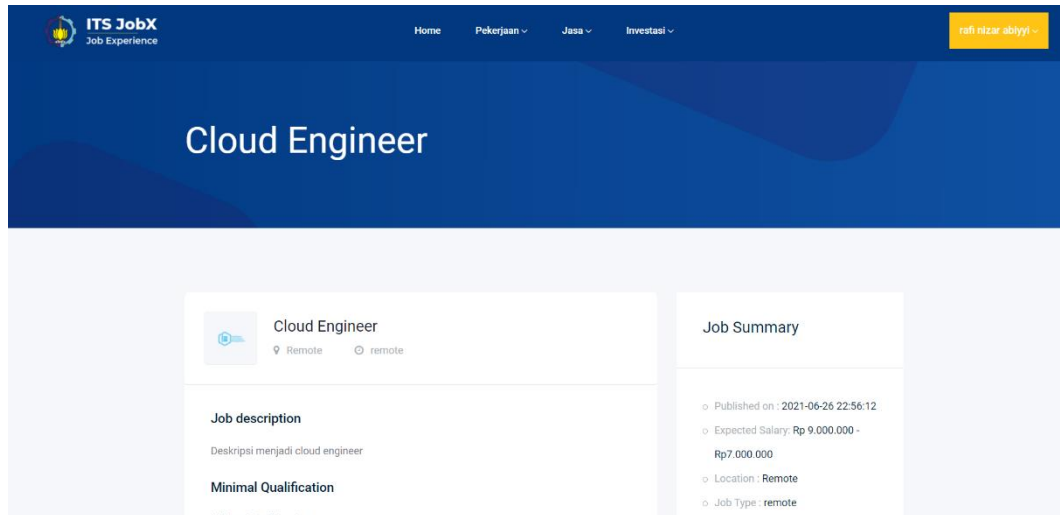 ITS JobX
Job Experience
Home Pekerjaan Jasa Investasi
rafi nizar abiyyi
Cloud Engineer
Cloud Engineer
Remote remote
Job description
Deskripsi menjadi cloud engineer
Minimal Qualification
Job Summary
Published on : 2021-06-26 22:56:12
Expected Salary: Rp 9.000.000 -
Rp7.000.000
Location : Remote
Job Type : remote